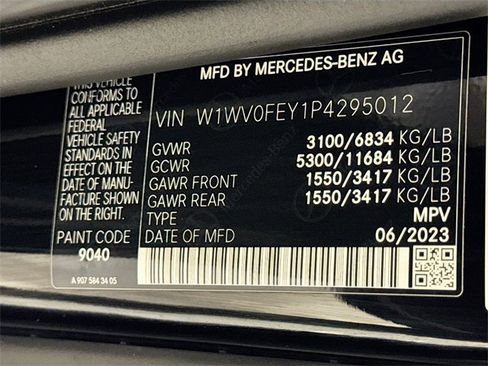 MFD BY MERCEDES-BENZ AG
THIS VEHICLE
CONFORMS TO
ALL APPLICABLE
FEDERAL
VEHICLE SAFETY
STANDARDS IN
EFFECT ON THE
DATE OF MANU-
FACTURE SHOWN
ON THE RIGHT.
PAINT CODE
9040
A 907 584 34 05
VIN W1WV0FEY1P4295012
GVWR 3100/6834 KG/LB
GCWR 5300/11684 KG/LB
GAWR FRONT 1550/3417 KG/LB
GAWR REAR 1550/3417 KG/LB
TYPE MPV
DATE OF MFD 06/2023